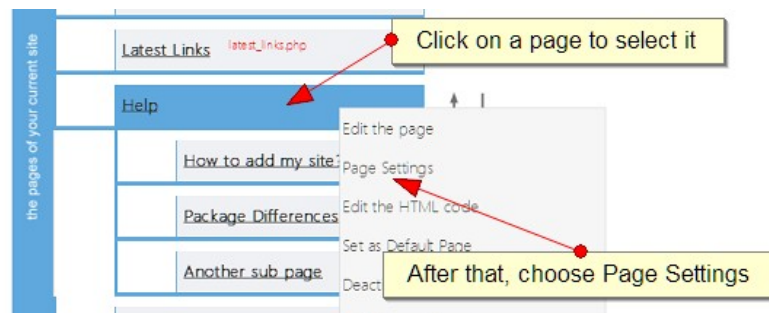 the pages of your current site
Latest Links latest_links.php
Click on a page to select it
Help
Edit the page
How to add my site?
Page Settings
Edit the HTML code
Package Differences
Set as Default Page
Another sub page
After that, choose Page Settings